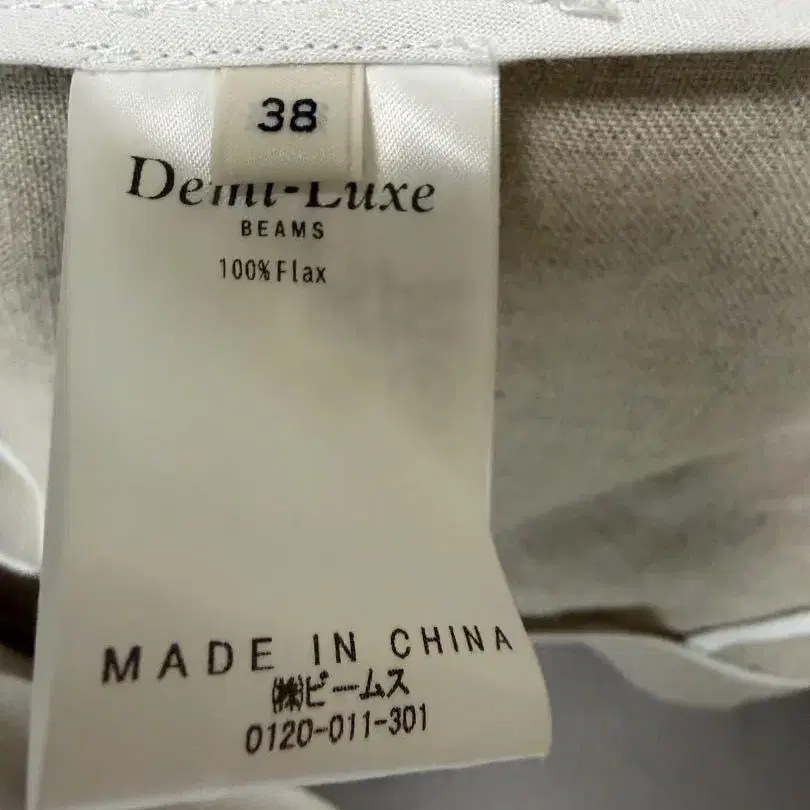 38
Demi-Luxe
BEAMS
100%Flax
MADE IN CHINA
㈱ビームス
0120-011-301